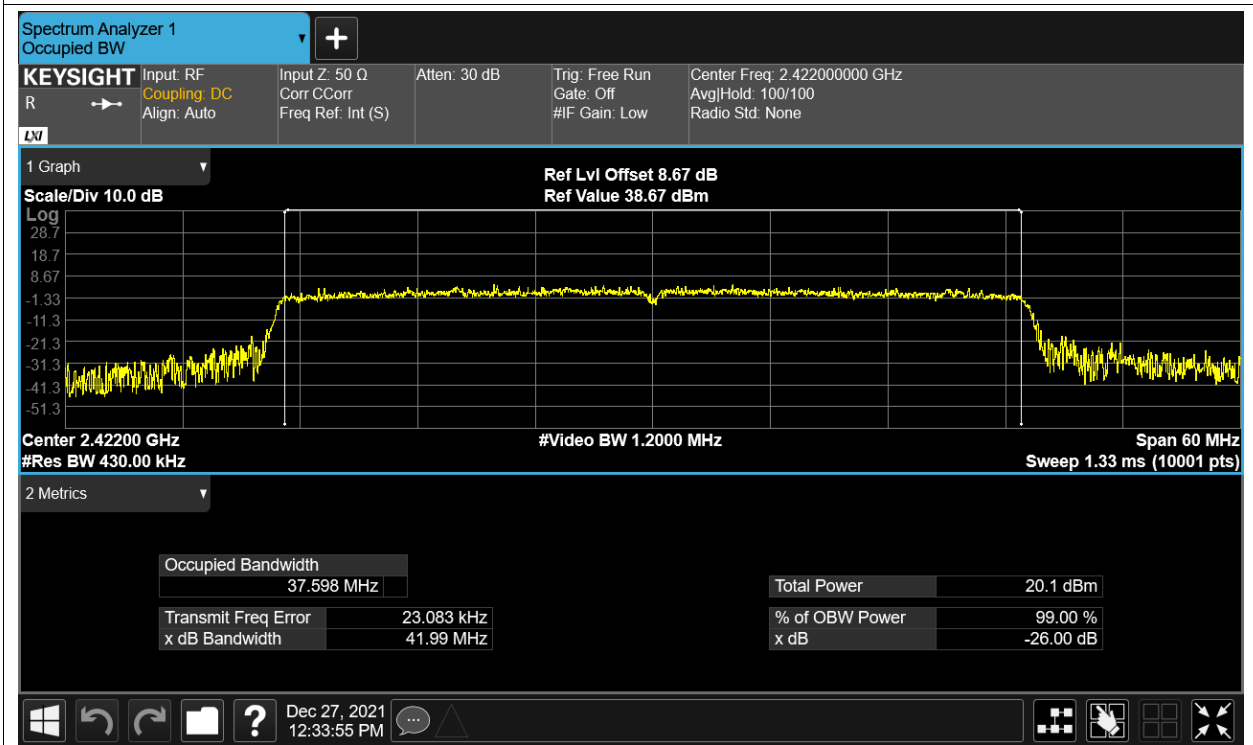 Spectrum Analyzer 1
Occupied BW
KEYSIGHT Input: RF Input Z: 50 Ω Atten: 30 dB Trig: Free Run Center Freq: 2.422000000 GHz
R Coupling: DC Corr CCorr Gate: Off Avg|Hold: 100/100
Align: Auto Freq Ref: Int (S) #IF Gain: Low Radio Std: None
LXI
1 Graph
Ref Lvl Offset 8.67 dB
Scale/Div 10.0 dB Ref Value 38.67 dBm
Log
28.7
18.7
8.67
-1.33
-11.3
-21.3
-31.3
-41.3
-51.3
Center 2.42200 GHz #Video BW 1.2000 MHz Span 60 MHz
#Res BW 430.00 kHz Sweep 1.33 ms (10001 pts)
2 Metrics
Occupied Bandwidth
37.598 MHz Total Power 20.1 dBm
Transmit Freq Error 23.083 kHz % of OBW Power 99.00 %
x dB Bandwidth 41.99 MHz x dB -26.00 dB
? Dec 27, 2021
12:33:55 PM